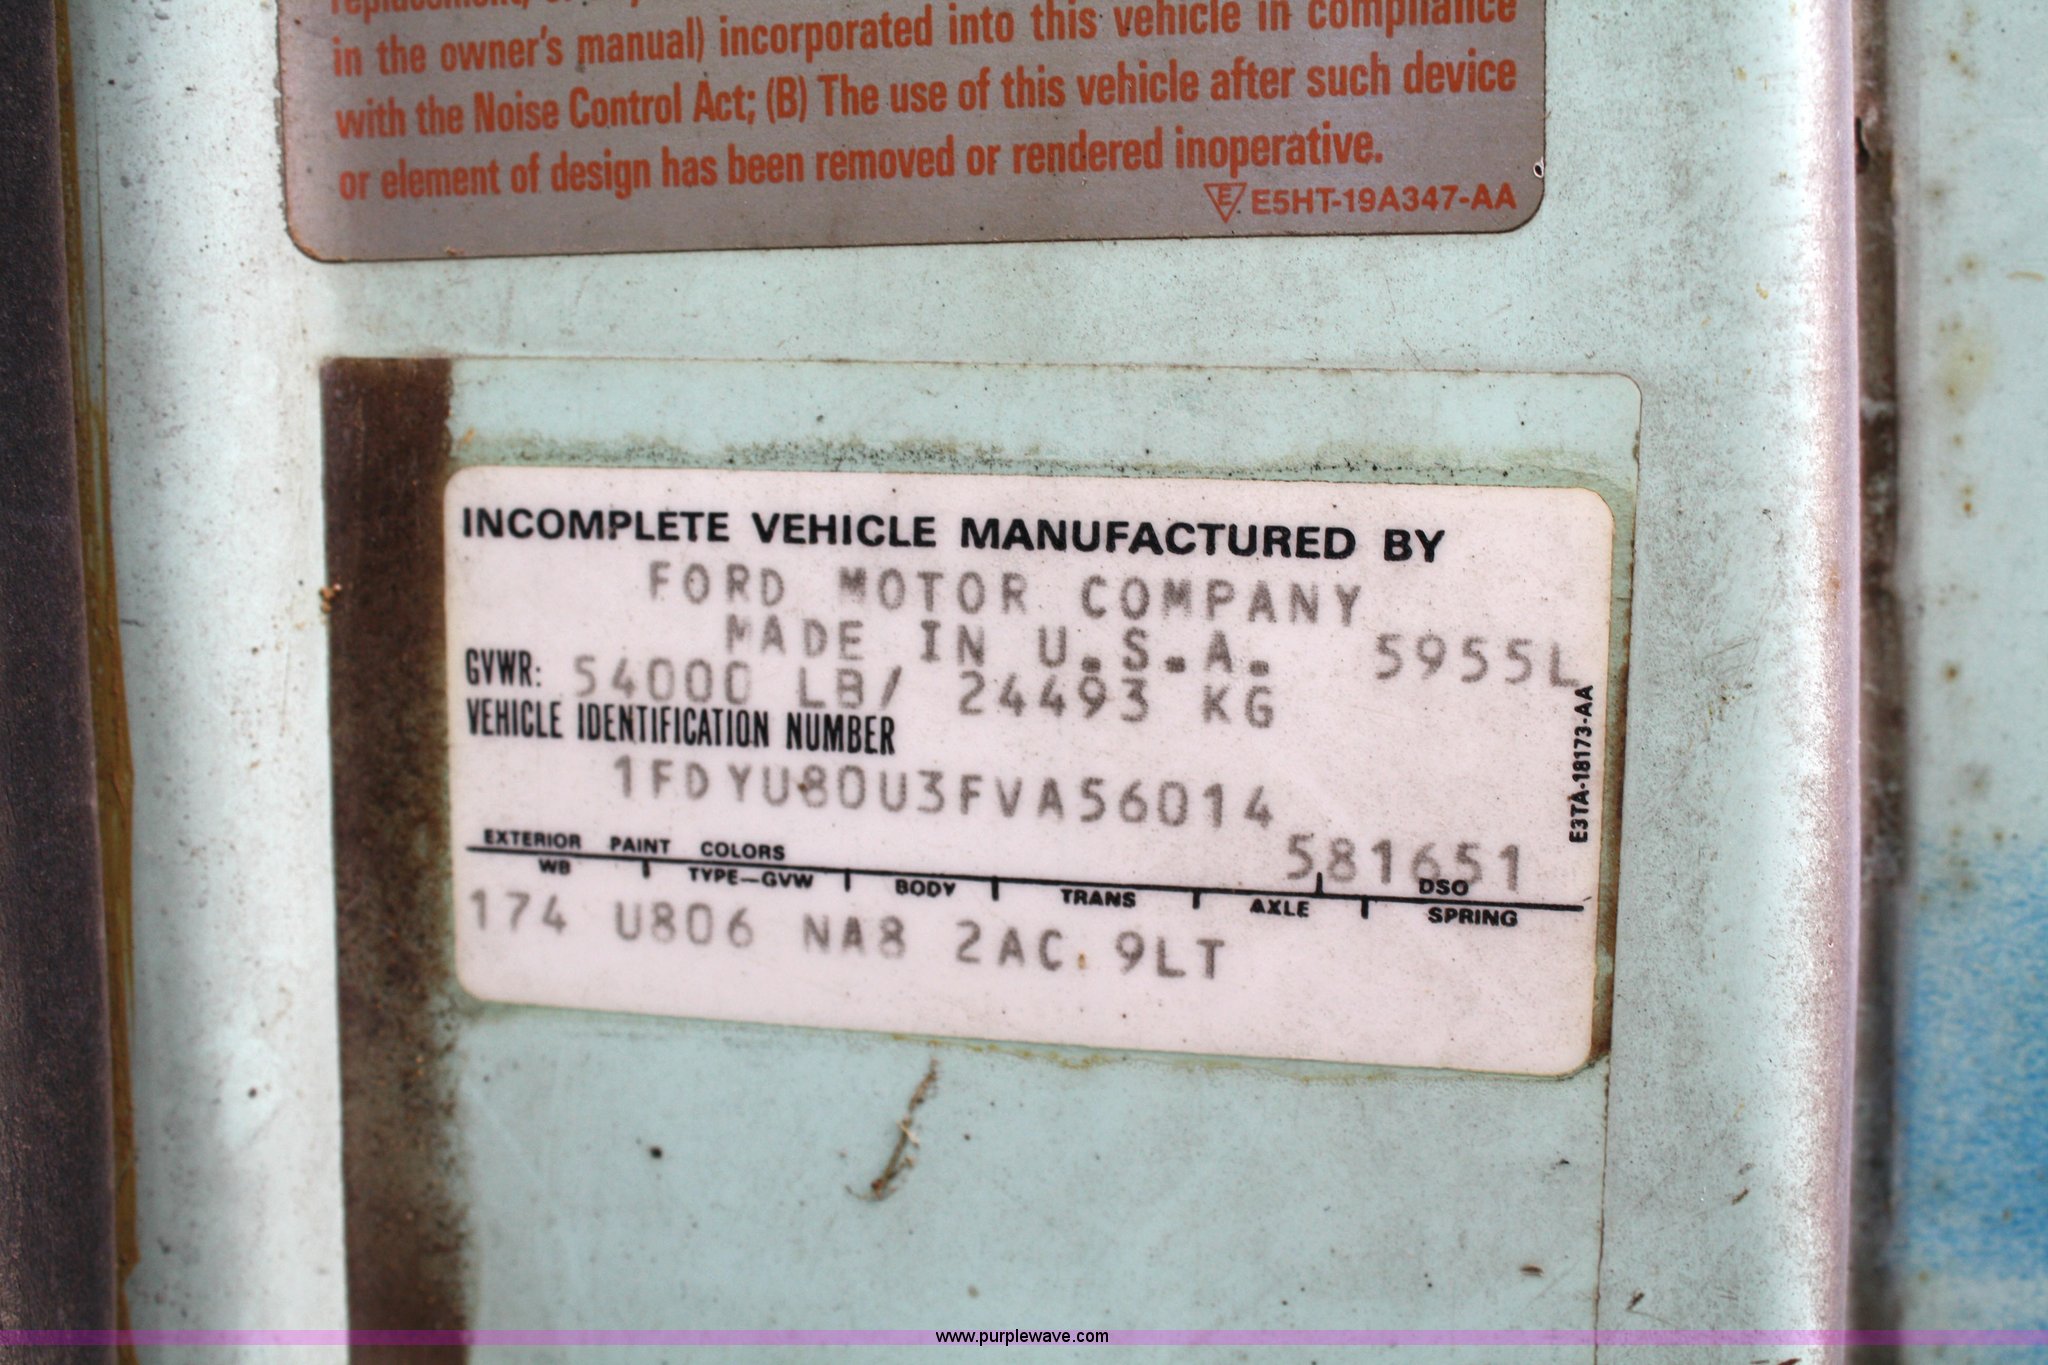 replacement,
in the owner's manual) incorporated into this vehicle in compliance
with the Noise Control Act; (B) The use of this vehicle after such device
or element of design has been removed or rendered inoperative.
E E5HT-19A347-AA
INCOMPLETE VEHICLE MANUFACTURED BY
FORD MOTOR COMPANY
MADE IN U.S.A. 5955L
GVWR: 54000 LB/ 24493 KG
VEHICLE IDENTIFICATION NUMBER
1FDYU80U3FVA56014
E3TA-18173-AA
581651
EXTERIOR PAINT COLORS DSO
WB TYPE-GVW BODY TRANS AXLE SPRING
174 U806 NA8 2AC 9LT
www.purplewave.com